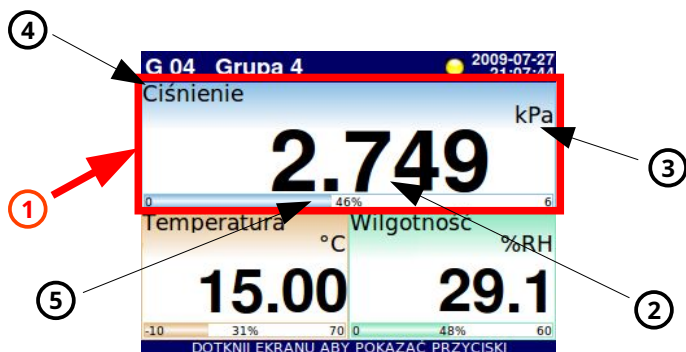 4
G 04 Grupa 4 2009-07-27
21:07:44
Ciśnienie
kPa
2.749
3
0 46% 6
1
Temperatura Wilgotność
°C %RH
15.00 29.1
5 2
-10 31% 70 0 48% 60
DOTKNIJ EKRANU ABY POKAZAĆ PRZYCISKI